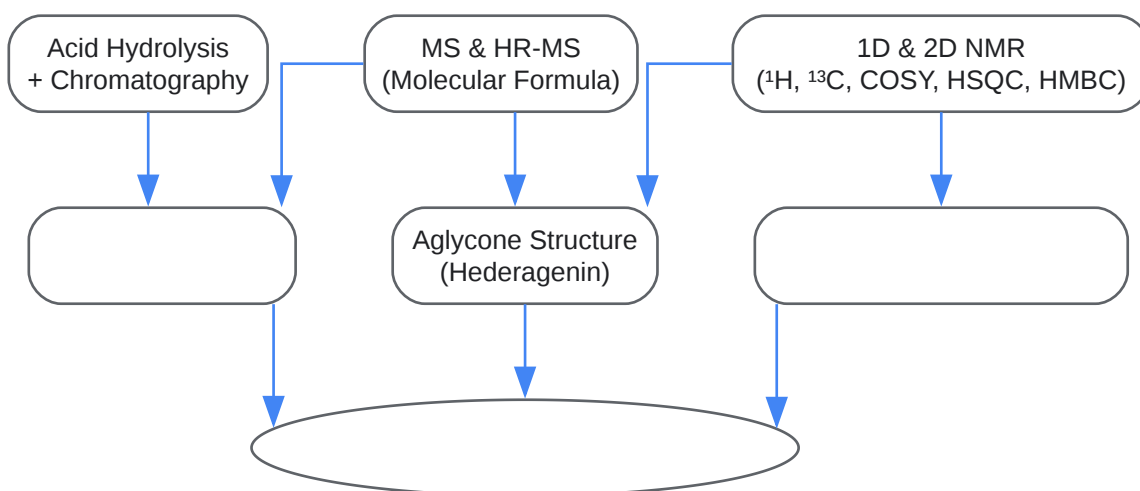 Acid Hydrolysis
+ Chromatography
MS & HR-MS
(Molecular Formula)
1D & 2D NMR
(¹H, ¹³C, COSY, HSQC, HMBC)
Aglycone Structure
(Hederagenin)